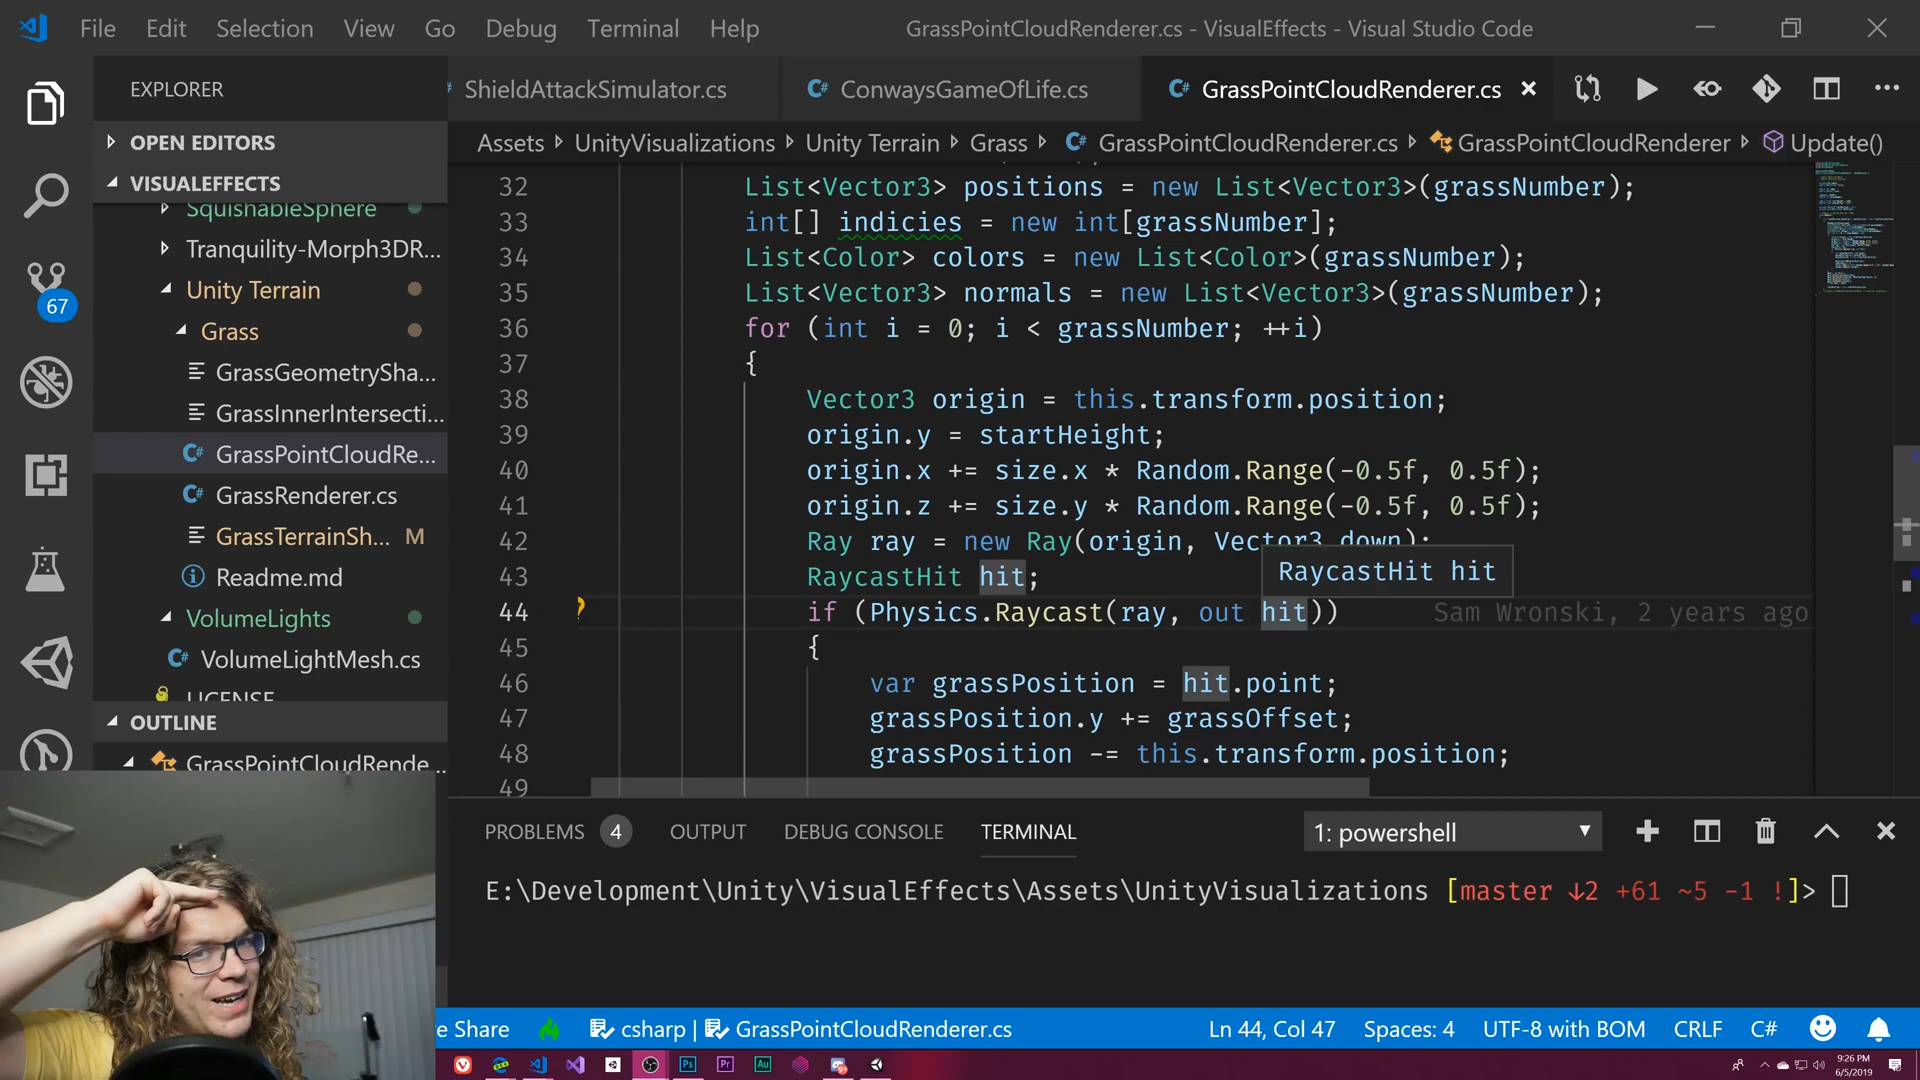 File Edit Selection View Go Debug Terminal Help
GrassPointCloudRenderer.cs - VisualEffects - Visual Studio Code
EXPLORER
OPEN EDITORS
VISUALEFFECTS
SquishableSphere
Tranquility-Morph3DR...
Unity Terrain
Grass
GrassGeometrySha...
GrassInnerIntersecti...
GrassPointCloudRe...
GrassRenderer.cs
GrassTerrainSh... M
Readme.md
VolumeLights
VolumeLightMesh.cs
LICENSE
OUTLINE
GrassPointCloudRende...
67
ShieldAttackSimulator.cs
ConwaysGameOfLife.cs
GrassPointCloudRenderer.cs
Assets UnityVisualizations Unity Terrain Grass GrassPointCloudRenderer.cs GrassPointCloudRenderer Update()
32 List<Vector3> positions = new List<Vector3>(grassNumber);
33 int[] indicies = new int[grassNumber];
34 List<Color> colors = new List<Color>(grassNumber);
35 List<Vector3> normals = new List<Vector3>(grassNumber);
36 for (int i = 0; i < grassNumber; ++i)
37 {
38 Vector3 origin = this.transform.position;
39 origin.y = startHeight;
40 origin.x += size.x * Random.Range(-0.5f, 0.5f);
41 origin.z += size.y * Random.Range(-0.5f, 0.5f);
42 Ray ray = new Ray(origin, Vector3.down);
43 RaycastHit hit;
RaycastHit hit
44 if (Physics.Raycast(ray, out hit)) Sam Wronski, 2 years ago
45 {
46 var grassPosition = hit.point;
47 grassPosition.y += grassOffset;
48 grassPosition -= this.transform.position;
49
PROBLEMS 4 OUTPUT DEBUG CONSOLE TERMINAL 1: powershell
E:\Development\Unity\VisualEffects\Assets\UnityVisualizations [master ↓2 +61 ~5 -1 !]>
e Share csharp | GrassPointCloudRenderer.cs Ln 44, Col 47 Spaces: 4 UTF-8 with BOM CRLF C#
Ps Pr Au
9:26 PM
6/5/2019